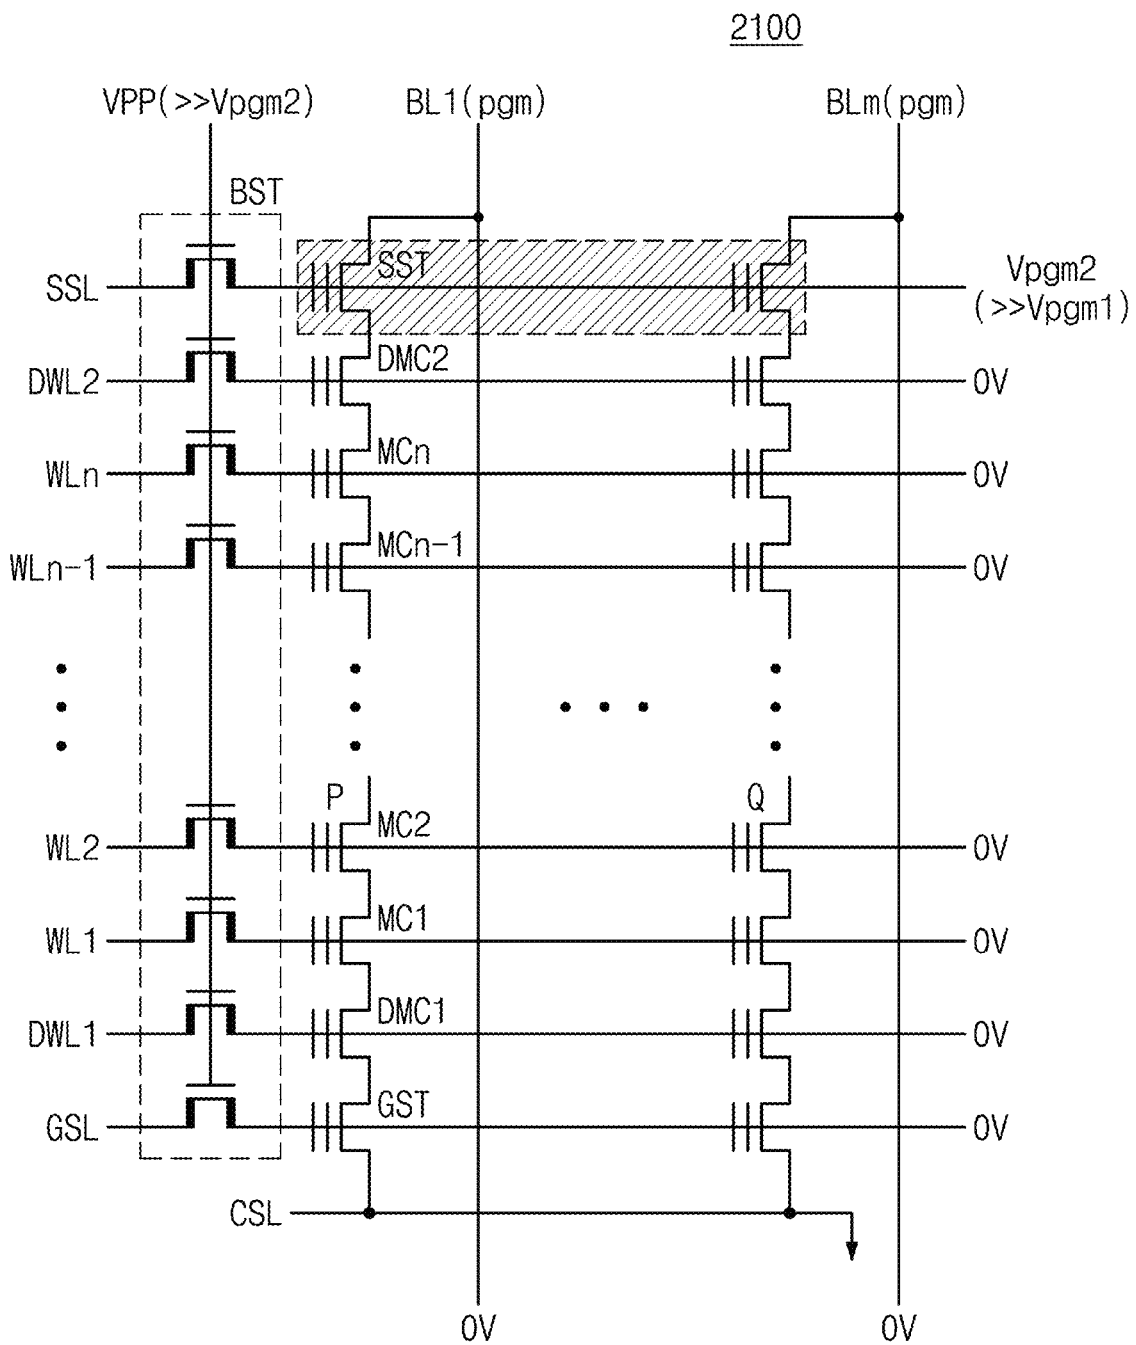 2100
VPP(>>Vpgm2) BL1(pgm) BLm(pgm)
BST
SSL SST Vpgm2
(>>Vpgm1)
DWL2 DMC2 0V
WLn MCn 0V
WLn-1 MCn-1 0V
P Q
WL2 MC2 0V
WL1 MC1 0V
DWL1 DMC1 0V
GSL GST 0V
CSL
0V 0V